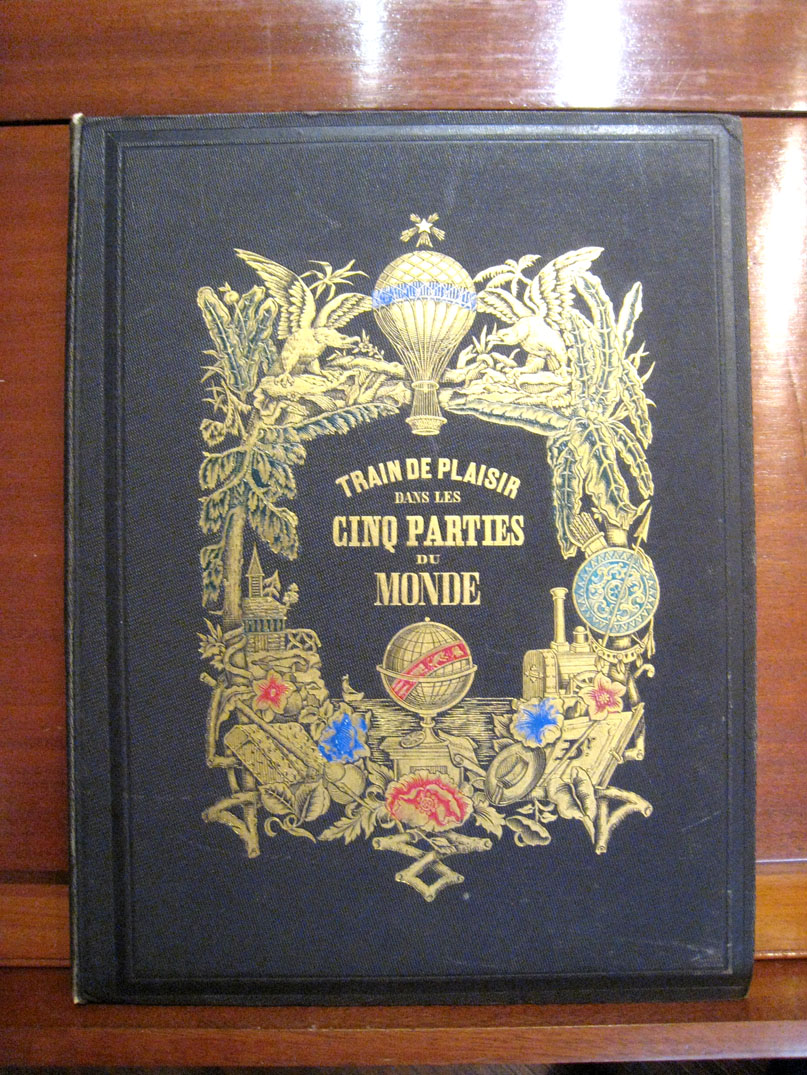 TRAIN DE PLAISIR
DANS LES
CINQ PARTIES
DU
MONDE